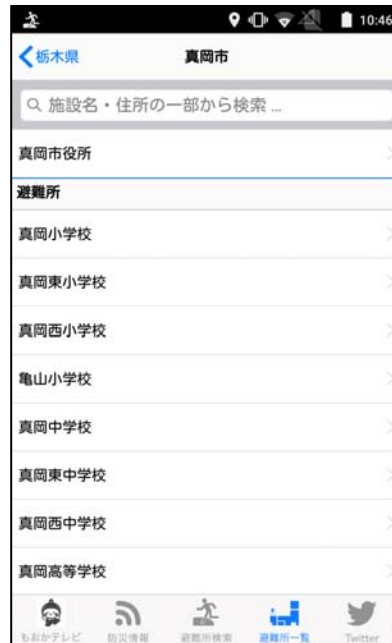 10:46
栃木県
真岡市
施設名・住所の一部から検索 ...
真岡市役所
避難所
真岡小学校
真岡東小学校
真岡西小学校
亀山小学校
真岡中学校
真岡東中学校
真岡西中学校
真岡高等学校
もおかテレビ 防災情報 避難所検索 避難所一覧 Twitter